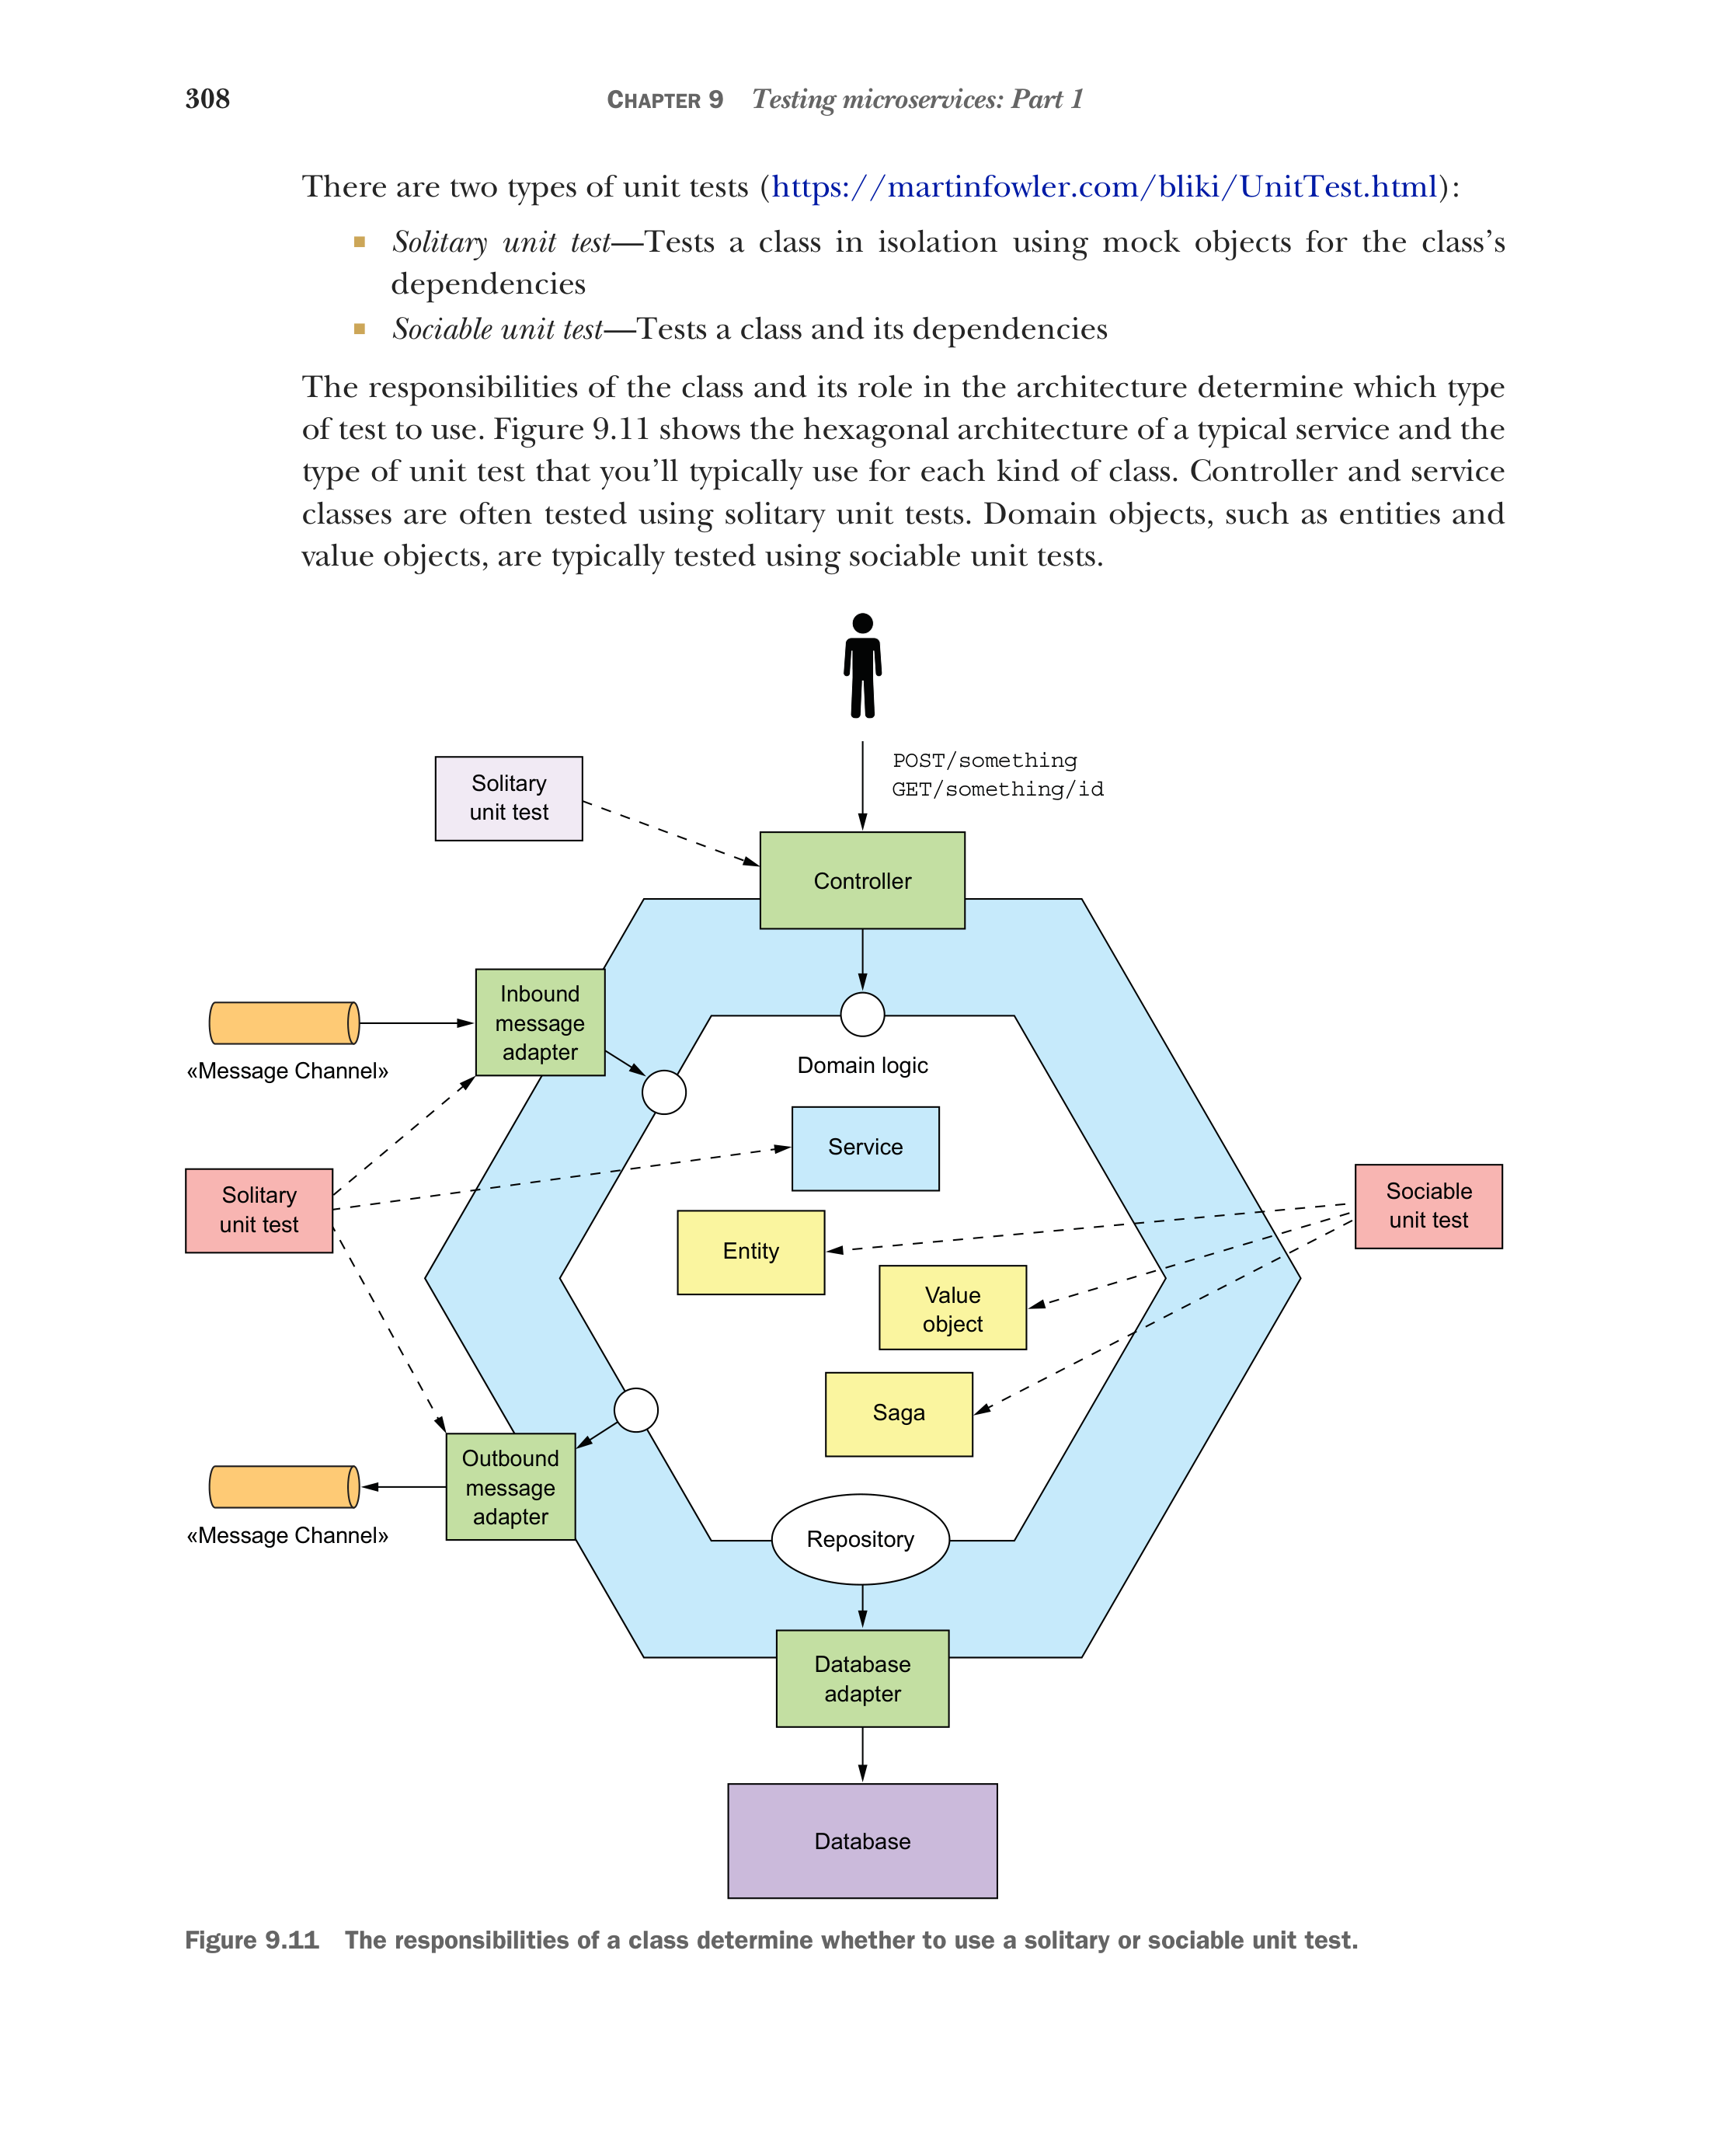 308
CHAPTER 9 Testing microservices: Part 1
There are two types of unit tests (https://martinfowler.com/bliki/UnitTest.html):
■ Solitary unit test—Tests a class in isolation using mock objects for the class’s
dependencies
■ Sociable unit test—Tests a class and its dependencies
The responsibilities of the class and its role in the architecture determine which type
of test to use. Figure 9.11 shows the hexagonal architecture of a typical service and the
type of unit test that you’ll typically use for each kind of class. Controller and service
classes are often tested using solitary unit tests. Domain objects, such as entities and
value objects, are typically tested using sociable unit tests.
POST/something
GET/something/id
Solitary
unit test
Controller
Inbound
message
adapter
«Message Channel»
Domain logic
Service
Solitary
unit test
Sociable
unit test
Entity
Value
object
Saga
Outbound
message
adapter
«Message Channel»
Repository
Database
adapter
Database
Figure 9.11 The responsibilities of a class determine whether to use a solitary or sociable unit test.